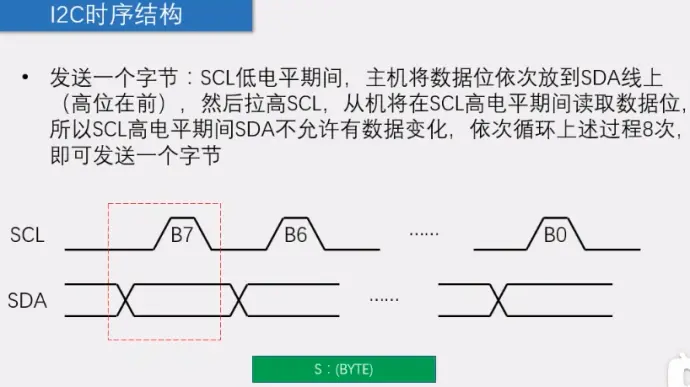 I2C时序结构
• 发送一个字节：SCL低电平期间，主机将数据位依次放到SDA线上
（高位在前），然后拉高SCL，从机将在SCL高电平期间读取数据位，
所以SCL高电平期间SDA不允许有数据变化，依次循环上述过程8次，
即可发送一个字节
SCL B7 B6 …… B0
SDA ……
S：(BYTE)